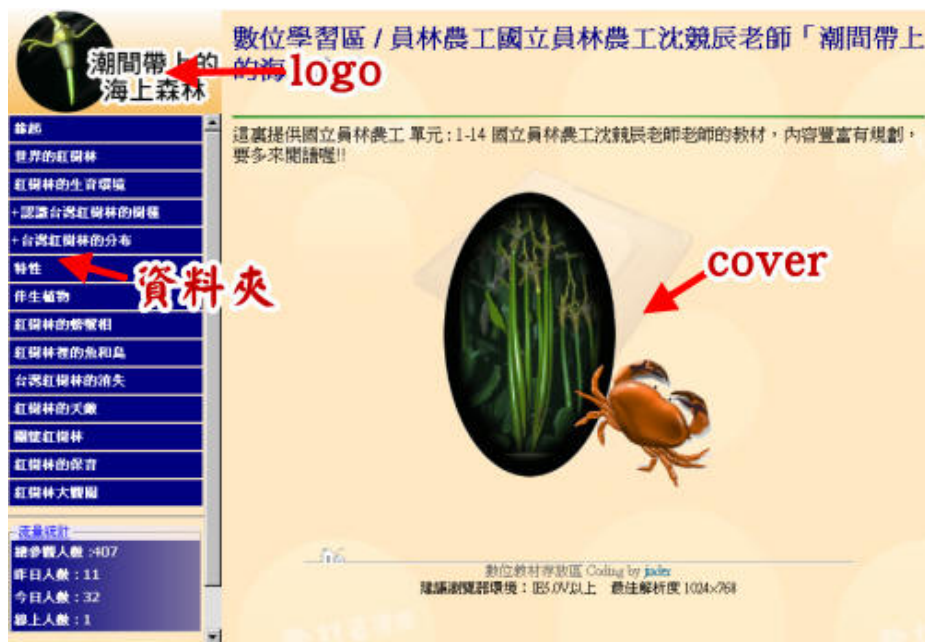 潮間帶上的
海上森林
logo
數位學習區 / 員林農工國立員林農工沈競辰老師「潮間帶上
的海
這裏提供國立員林農工 單元:1-14 國立員林農工沈競辰老師老師的教材，內容豐富有規劃，
要多來閱讀喔!!
緣起
世界的紅樹林
紅樹林的生育環境
+認識台灣紅樹林的樹種
+台灣紅樹林的分布
特性
資料夾
伴生植物
紅樹林的螃蟹相
紅樹林裡的魚和鳥
台灣紅樹林的消失
紅樹林的天敵
關懷紅樹林
紅樹林的保育
紅樹林大觀園
cover
流量統計
總參觀人數 :407
昨日人數 : 11
今日人數 : 32
線上人數 : 1
數位教材存放區 Coding by jader
建議瀏覽器環境：IE5.0V以上 最佳解析度 1024×768